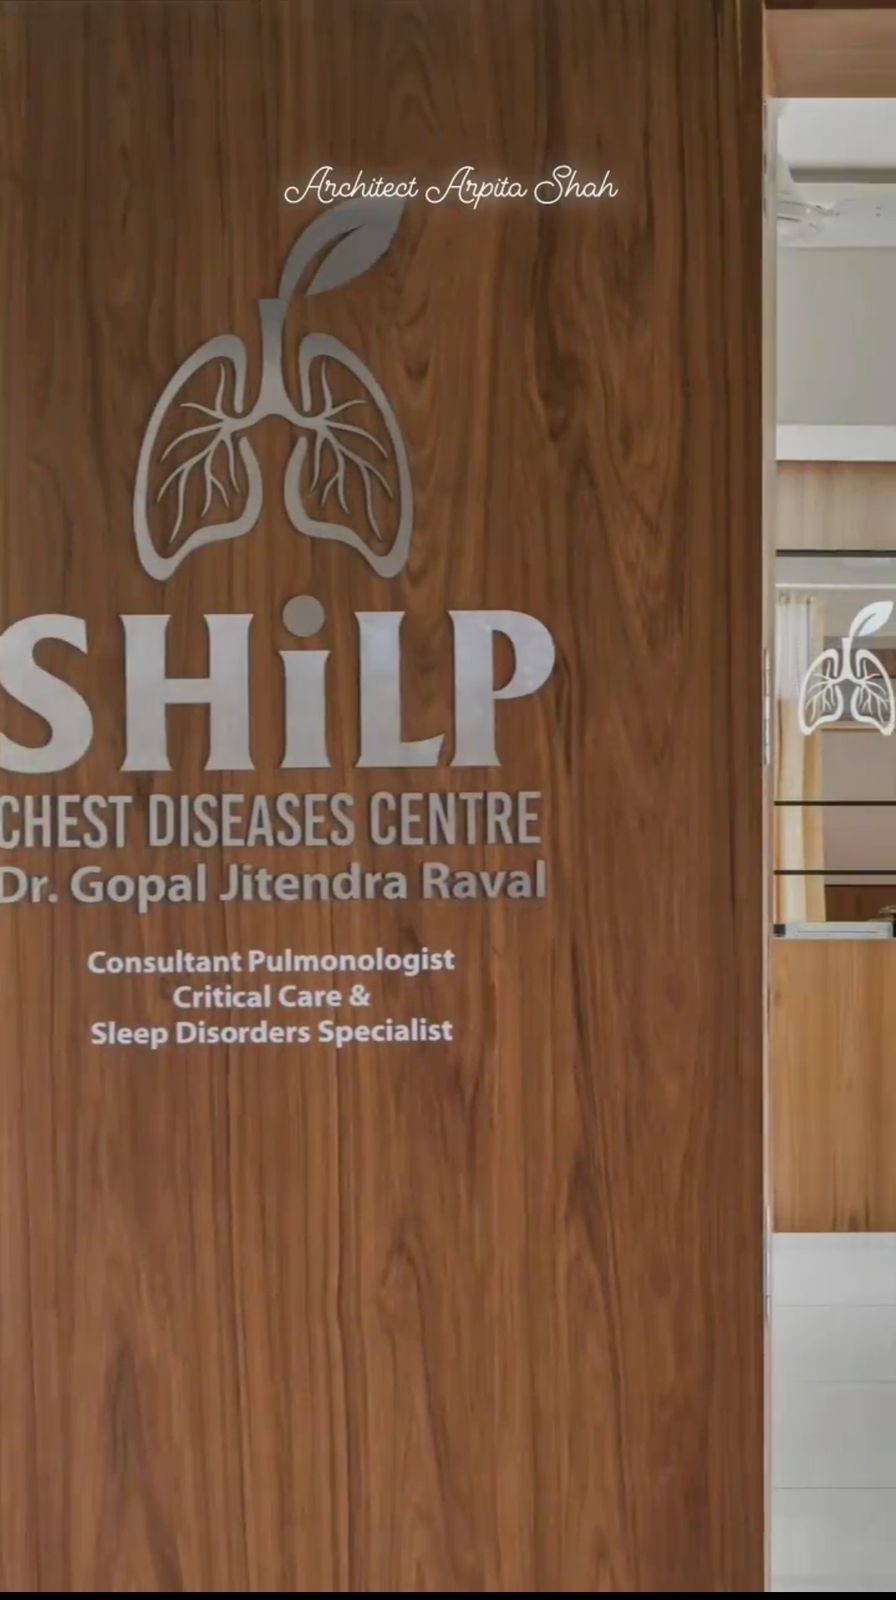 Architect Arpita Shah
SHiLP
CHEST DISEASES CENTRE
Dr. Gopal Jitendra Raval
Consultant Pulmonologist
Critical Care &
Sleep Disorders Specialist